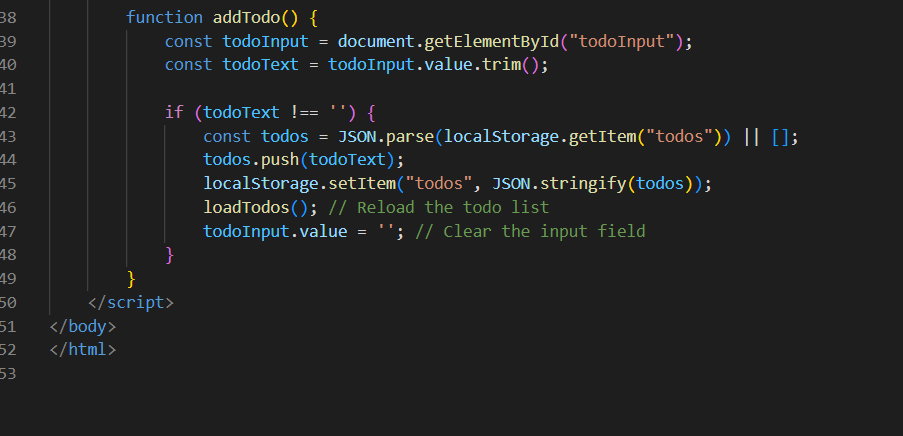 38 function addTodo() {
39 const todoInput = document.getElementById("todoInput");
40 const todoText = todoInput.value.trim();
41
42 if (todoText !== '') {
43 const todos = JSON.parse(localStorage.getItem("todos")) || [];
44 todos.push(todoText);
45 localStorage.setItem("todos", JSON.stringify(todos));
46 loadTodos(); // Reload the todo list
47 todoInput.value = ''; // Clear the input field
48 }
49 }
50 </script>
51 </body>
52 </html>
53